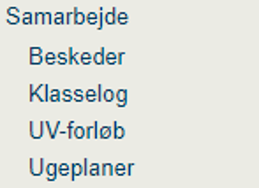 Samarbejde
Beskeder
Klasselog
UV-forløb
Ugeplaner